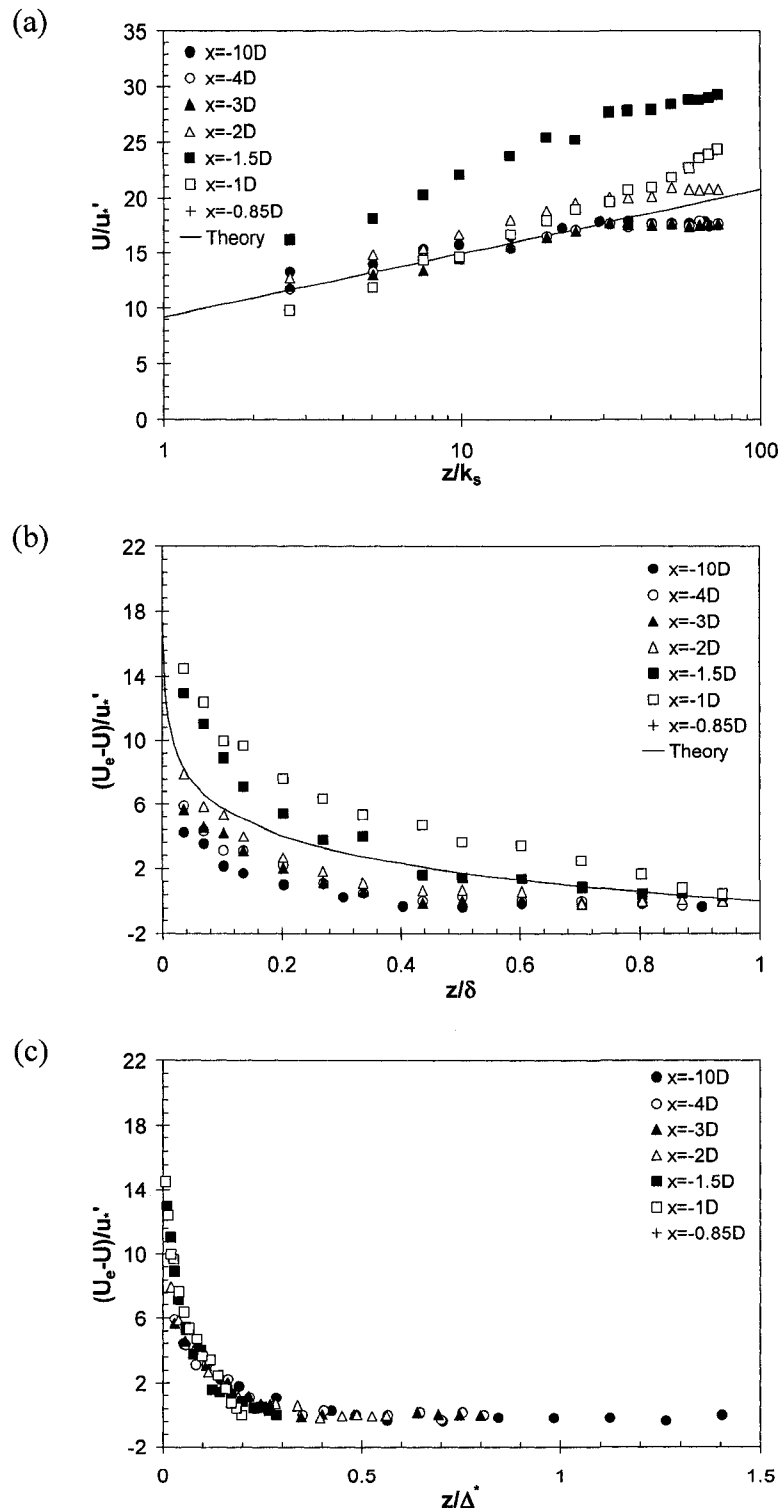 (a)
35
30
25
20
15
10
5
0
U/u*'
x=-10D
x=-4D
x=-3D
x=-2D
x=-1.5D
x=-1D
x=-0.85D
Theory
1
10
100
z/ks
(b)
22
18
14
10
6
2
-2
(Ue-U)/u*'
x=-10D
x=-4D
x=-3D
x=-2D
x=-1.5D
x=-1D
x=-0.85D
Theory
0
0.2
0.4
0.6
0.8
1
z/δ
(c)
22
18
14
10
6
2
-2
(Ue-U)/u*'
x=-10D
x=-4D
x=-3D
x=-2D
x=-1.5D
x=-1D
x=-0.85D
0
0.5
1
1.5
z/Δ*